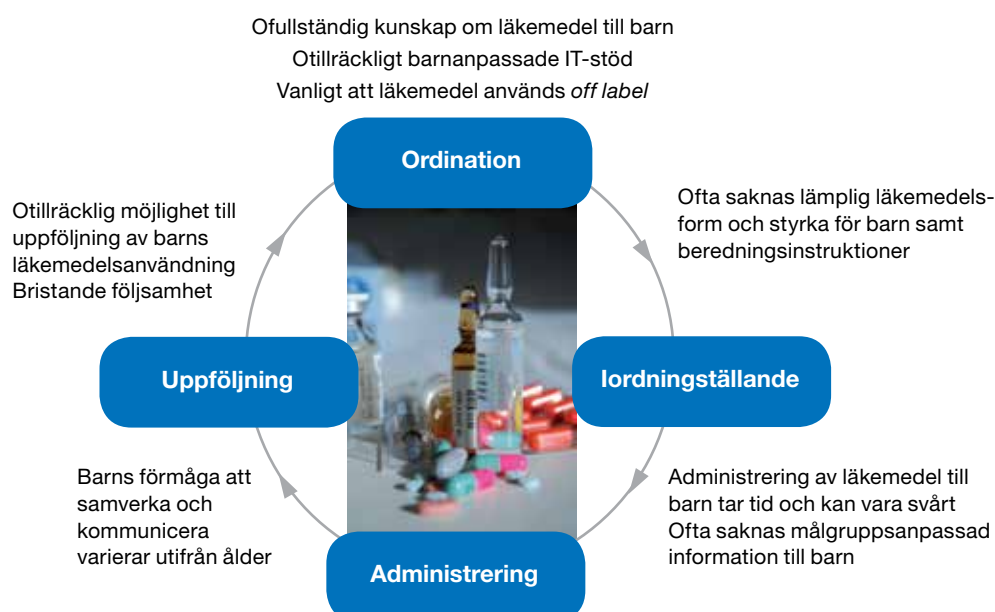 Ofullständig kunskap om läkemedel till barn
Otillräckligt barnanpassade IT-stöd
Vanligt att läkemedel används off label
Ordination
Ofta saknas lämplig läkemedels-
form och styrka för barn samt
beredningsinstruktioner
Iordningställande
Administrering av läkemedel till
barn tar tid och kan vara svårt
Ofta saknas målgruppsanpassad
information till barn
Administrering
Barns förmåga att
samverka och
kommunicera
varierar utifrån ålder
Uppföljning
Otillräcklig möjlighet till
uppföljning av barns
läkemedelsanvändning
Bristande följsamhet